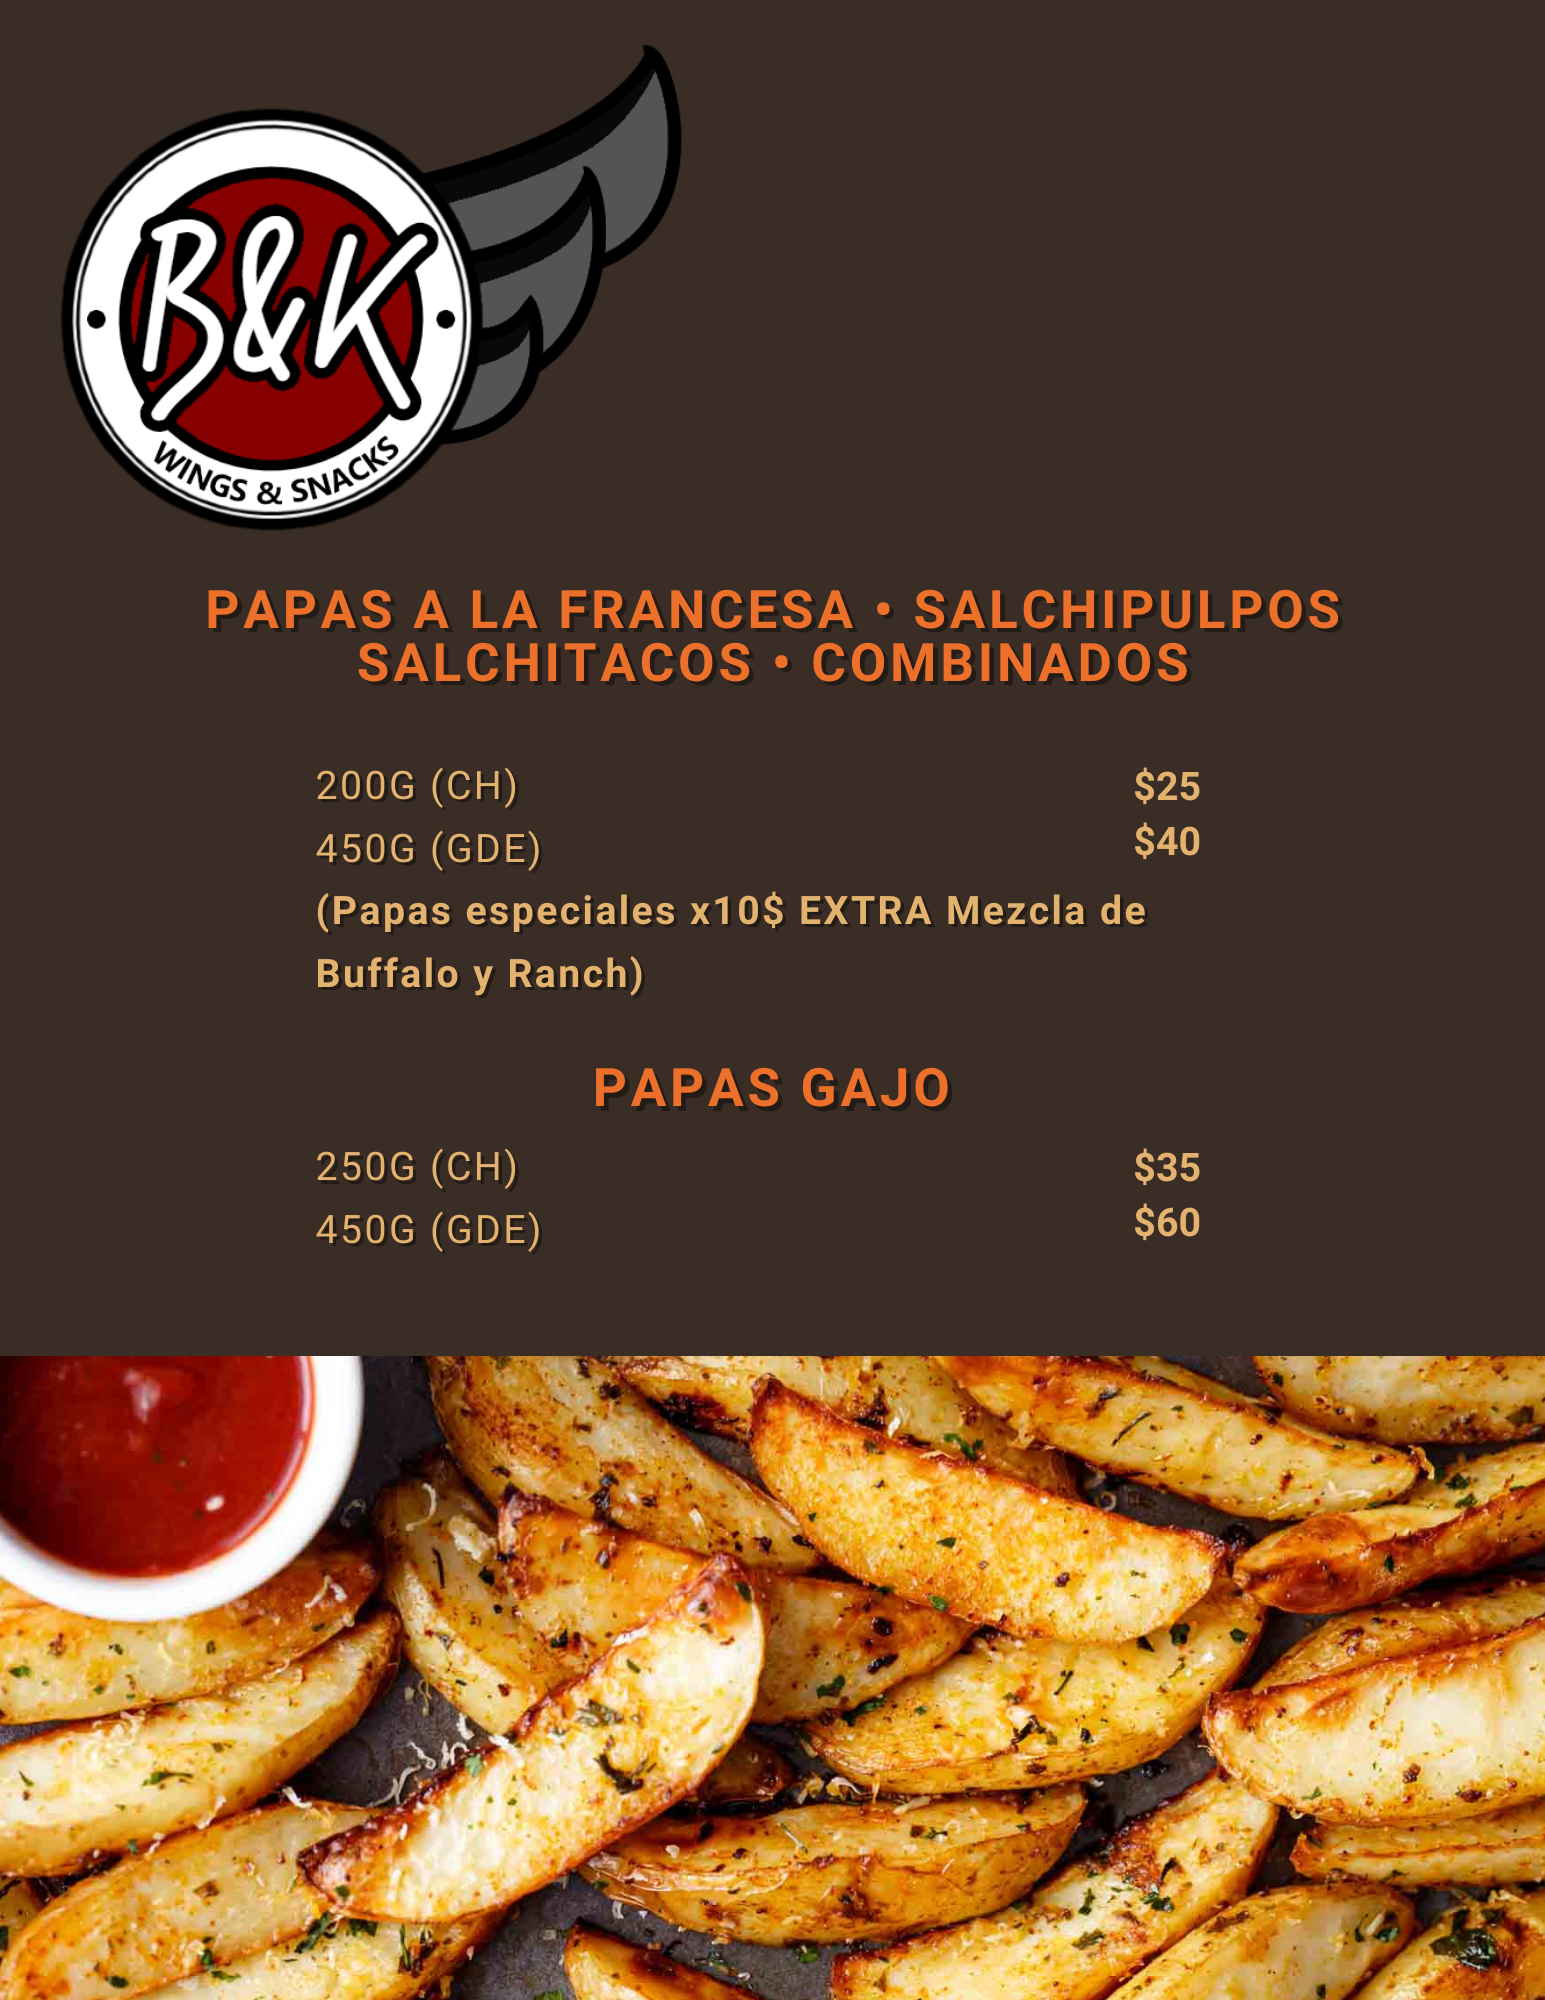 B&K
WINGS & SNACKS
PAPAS A LA FRANCESA • SALCHIPULPOS
SALCHITACOS • COMBINADOS
200G (CH) $25
450G (GDE) $40
(Papas especiales x10$ EXTRA Mezcla de
Buffalo y Ranch)
PAPAS GAJO
250G (CH) $35
450G (GDE) $60